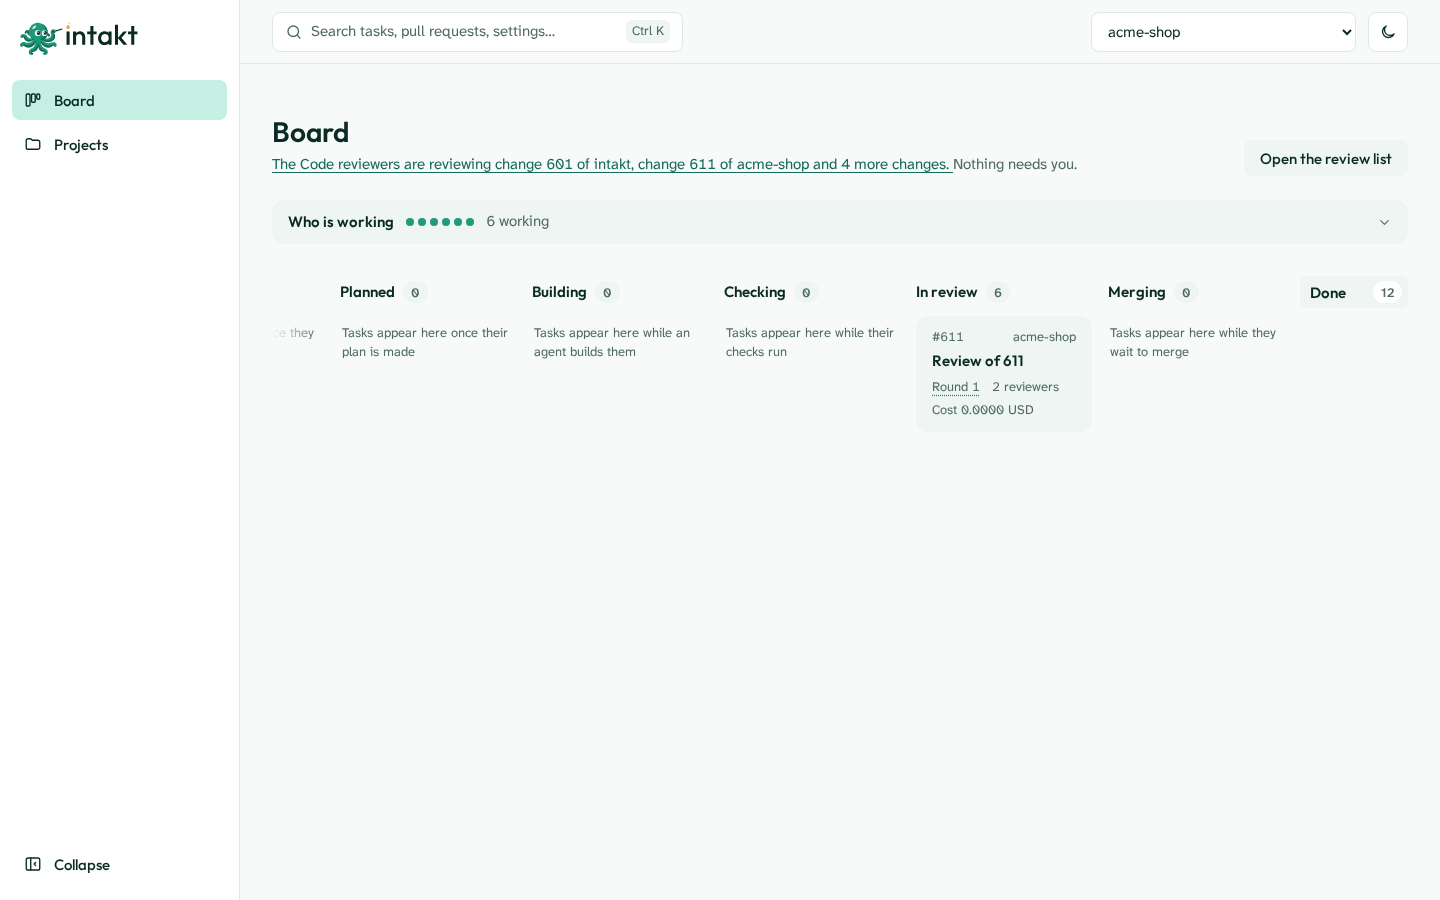 intakt
Search tasks, pull requests, settings...
Ctrl K
acme-shop
Board
Projects
Board
The Code reviewers are reviewing change 601 of intakt, change 611 of acme-shop and 4 more changes. Nothing needs you.
Open the review list
Who is working
6 working
Planned 0
Building 0
Checking 0
In review 6
Merging 0
Done 12
they
Tasks appear here once their
plan is made
Tasks appear here while an
agent builds them
Tasks appear here while their
checks run
#611 acme-shop
Review of 611
Round 1 2 reviewers
Cost 0.0000 USD
Tasks appear here while they
wait to merge
Collapse